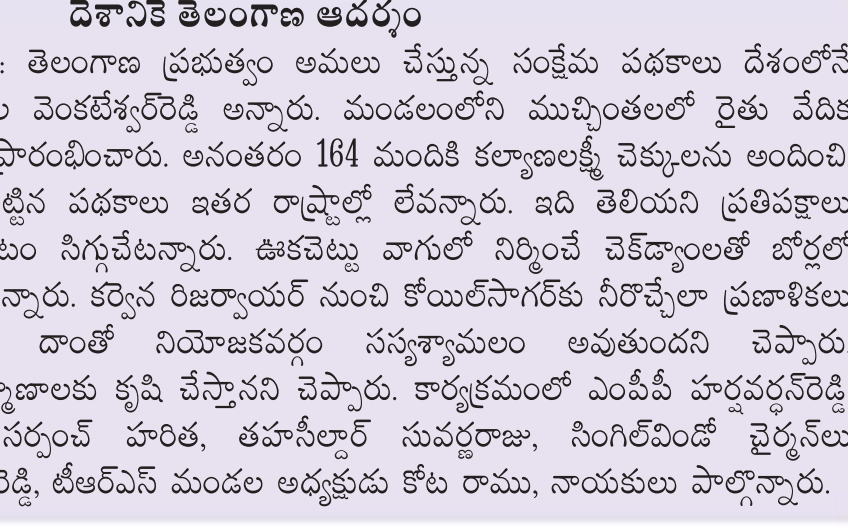 దేశానికే తెలంగాణ ఆదర్శం
: తెలంగాణ ప్రభుత్వం అమలు చేస్తున్న సంక్షేమ పథకాలు దేశంలోనే
వెంకటేశ్వర్‌రెడ్డి అన్నారు. మండలంలోని ముచ్చింతలలో రైతు వేదిక
ప్రారంభించారు. అనంతరం 164 మందికి కల్యాణలక్ష్మీ చెక్కులను అందించి
ట్టిన పథకాలు ఇతర రాష్ట్రాల్లో లేవన్నారు. ఇది తెలియని ప్రతిపక్షాలు
టం సిగ్గుచేటన్నారు. ఊకచెట్టు వాగులో నిర్మించే చెక్‌డ్యాంలతో బోర్లలో
న్నారు. కర్వెన రిజర్వాయర్ నుంచి కోయిల్‌సాగర్‌కు నీరొచ్చేలా ప్రణాళికలు
దాంతో నియోజకవర్గం సస్యశ్యామలం అవుతుందని చెప్పారు.
ర్మాణాలకు కృషి చేస్తానని చెప్పారు. కార్యక్రమంలో ఎంపీపీ హర్షవర్ధన్‌రెడ్డి
సర్పంచ్ హరిత, తహసీల్దార్ సువర్ణరాజు, సింగిల్‌విండో చైర్మన్‌లు
రెడ్డి, టీఆర్ఎస్ మండల అధ్యక్షుడు కోట రాము, నాయకులు పాల్గొన్నారు.